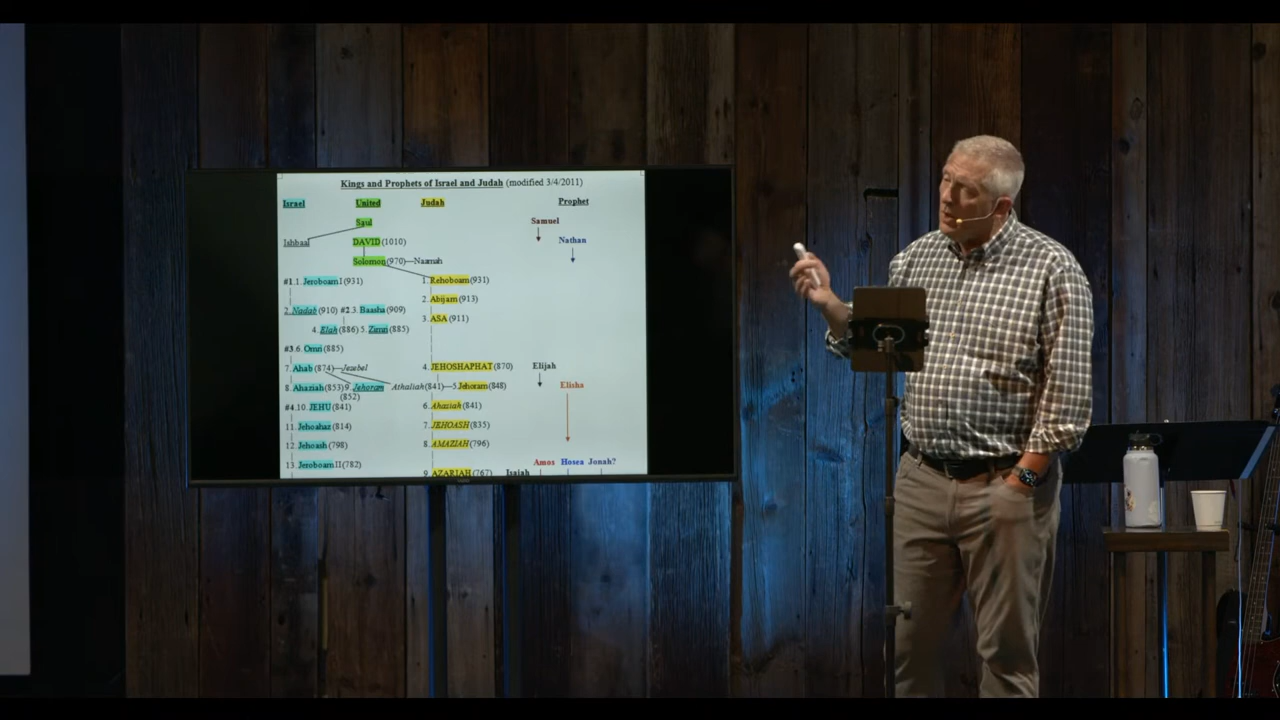 Kings and Prophets of Israel and Judah (modified 3/4/2011)
Israel United Judah Prophet
Saul Samuel
Ishbaal DAVID (1010) Nathan
Solomon (970)—Naamah
#1.1. Jeroboam I (931) 1. Rehoboam (931)
2. Nadab (910) #2.3. Baasha (909) 2. Abijam (913)
4. Elah (886) 5. Zimri (885) 3. ASA (911)
#3.6. Omri (885)
7. Ahab (874)—Jezebel 4. JEHOSHAPHAT (870) Elijah
8. Ahaziah (853) 9. Jehoram Athaliah (841)—5. Jehoram (848) Elisha
(852)
#4.10. JEHU (841) 6. Ahaziah (841)
11. Jehoahaz (814) 7. JEHOASH (835)
12. Jehoash (798) 8. AMAZIAH (796)
13. Jeroboam II (782) 9. AZARIAH (767) Isaiah Amos Hosea Jonah?